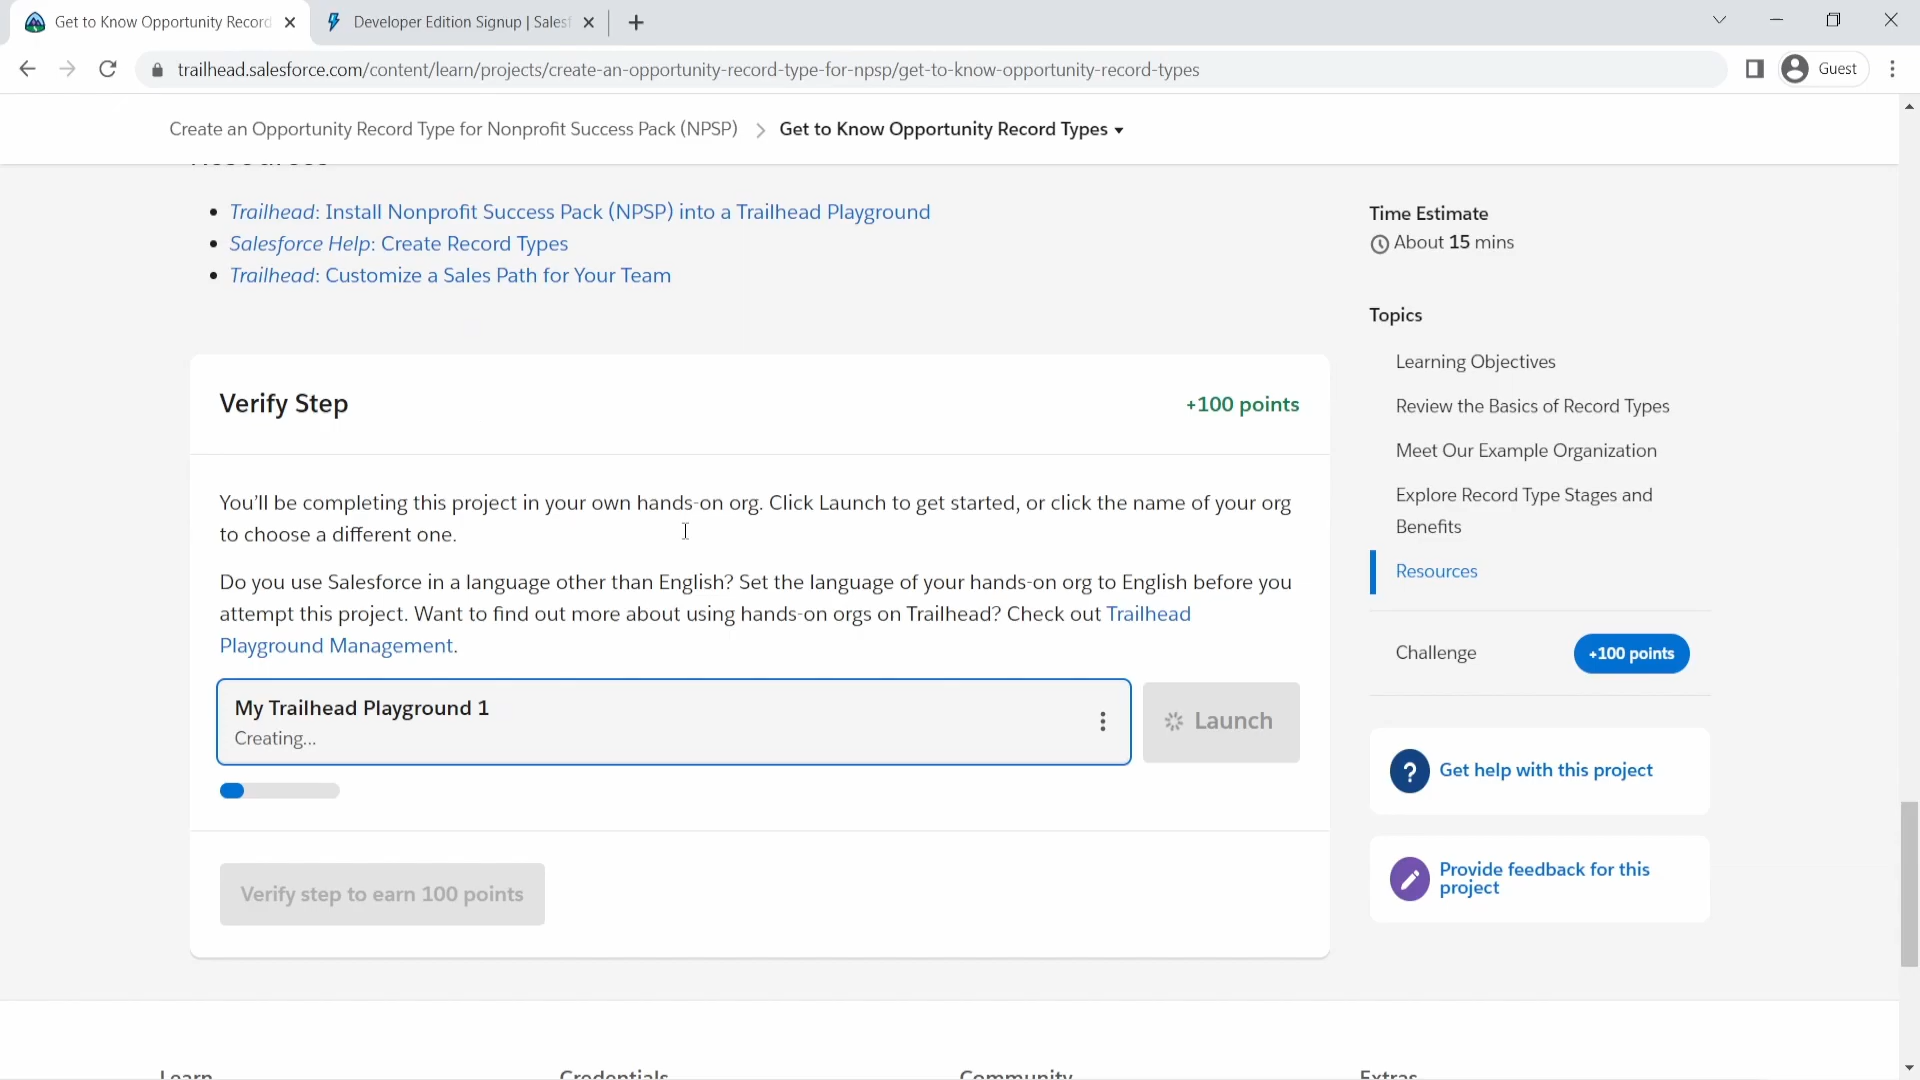 Get to Know Opportunity Record
Developer Edition Signup | Salesf
trailhead.salesforce.com/content/learn/projects/create-an-opportunity-record-type-for-npsp/get-to-know-opportunity-record-types
Guest
Create an Opportunity Record Type for Nonprofit Success Pack (NPSP) > Get to Know Opportunity Record Types
Resources
• Trailhead: Install Nonprofit Success Pack (NPSP) into a Trailhead Playground
• Salesforce Help: Create Record Types
• Trailhead: Customize a Sales Path for Your Team
Verify Step
+100 points
You'll be completing this project in your own hands-on org. Click Launch to get started, or click the name of your org
to choose a different one.
Do you use Salesforce in a language other than English? Set the language of your hands-on org to English before you
attempt this project. Want to find out more about using hands-on orgs on Trailhead? Check out Trailhead
Playground Management.
My Trailhead Playground 1
Creating...
Launch
Verify step to earn 100 points
Time Estimate
About 15 mins
Topics
Learning Objectives
Review the Basics of Record Types
Meet Our Example Organization
Explore Record Type Stages and
Benefits
Resources
Challenge
+100 points
? Get help with this project
Provide feedback for this
project
Learn
Credentials
Community
Extras